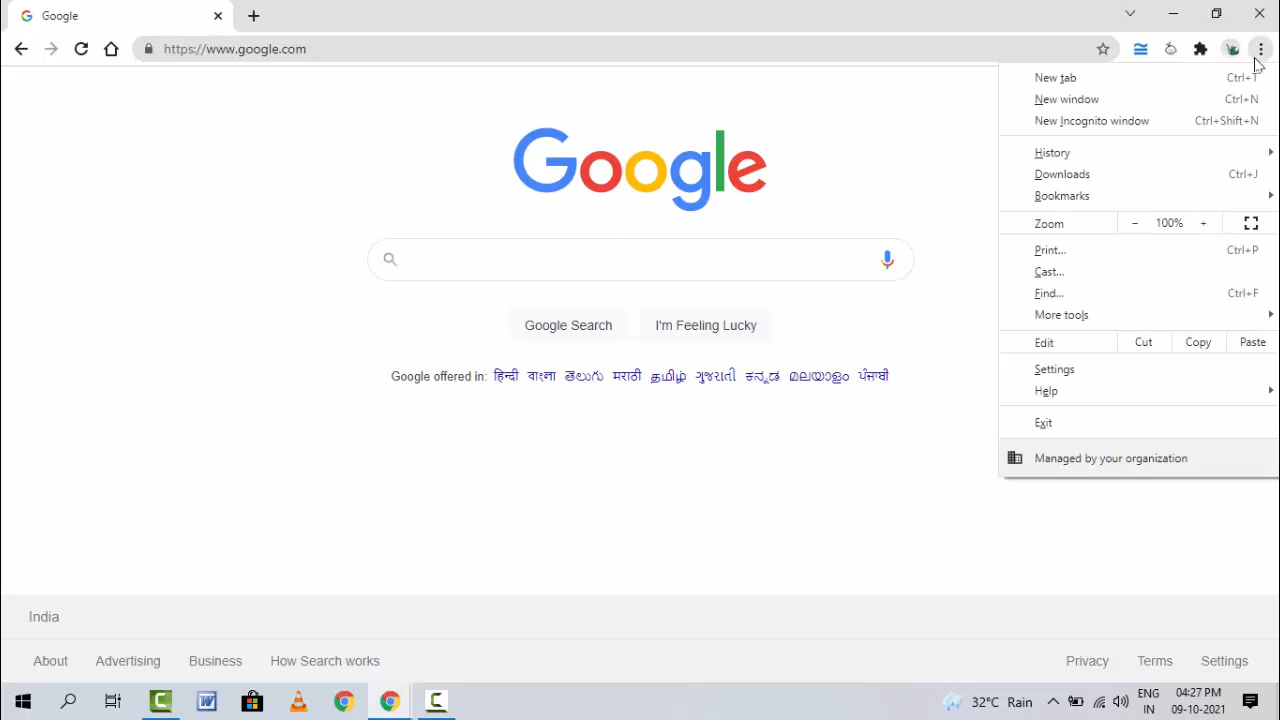 Google
https://www.google.com
New tab Ctrl+T
New window Ctrl+N
New Incognito window Ctrl+Shift+N
History
Downloads Ctrl+J
Bookmarks
Zoom - 100% +
Print... Ctrl+P
Cast...
Find... Ctrl+F
More tools
Edit Cut Copy Paste
Settings
Help
Exit
Managed by your organization
Google
Google Search I'm Feeling Lucky
Google offered in: हिन्दी বাংলা తెలుగు मराठी தமிழ் ગુજરાતી ಕನ್ನಡ മലയാളം ਪੰਜਾਬੀ
India
About Advertising Business How Search works Privacy Terms Settings
32°C Rain
ENG
IN
04:27 PM
09-10-2021